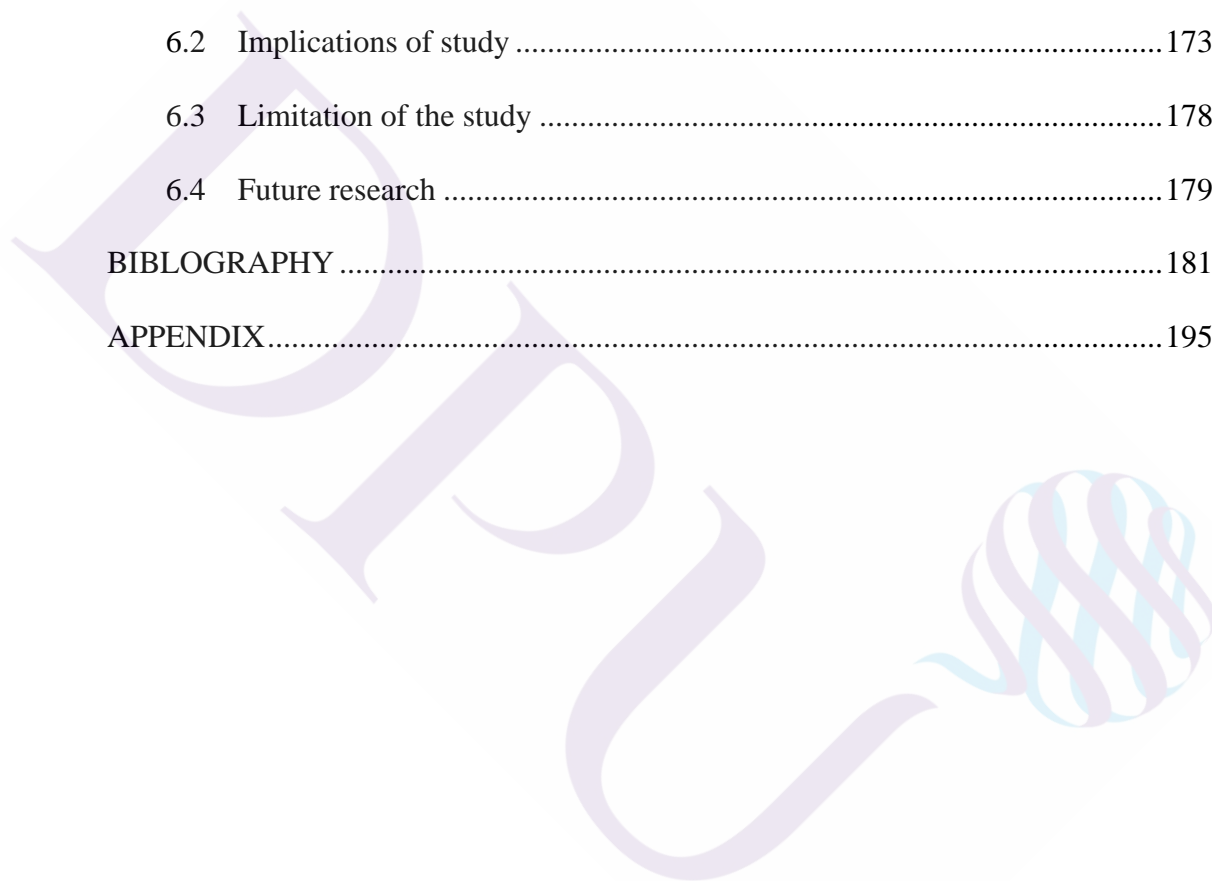 6.2 Implications of study ........................................................................... 173
6.3 Limitation of the study ........................................................................ 178
6.4 Future research .................................................................................... 179
BIBLOGRAPHY ............................................................................................. 181
APPENDIX ..................................................................................................... 195
DPU